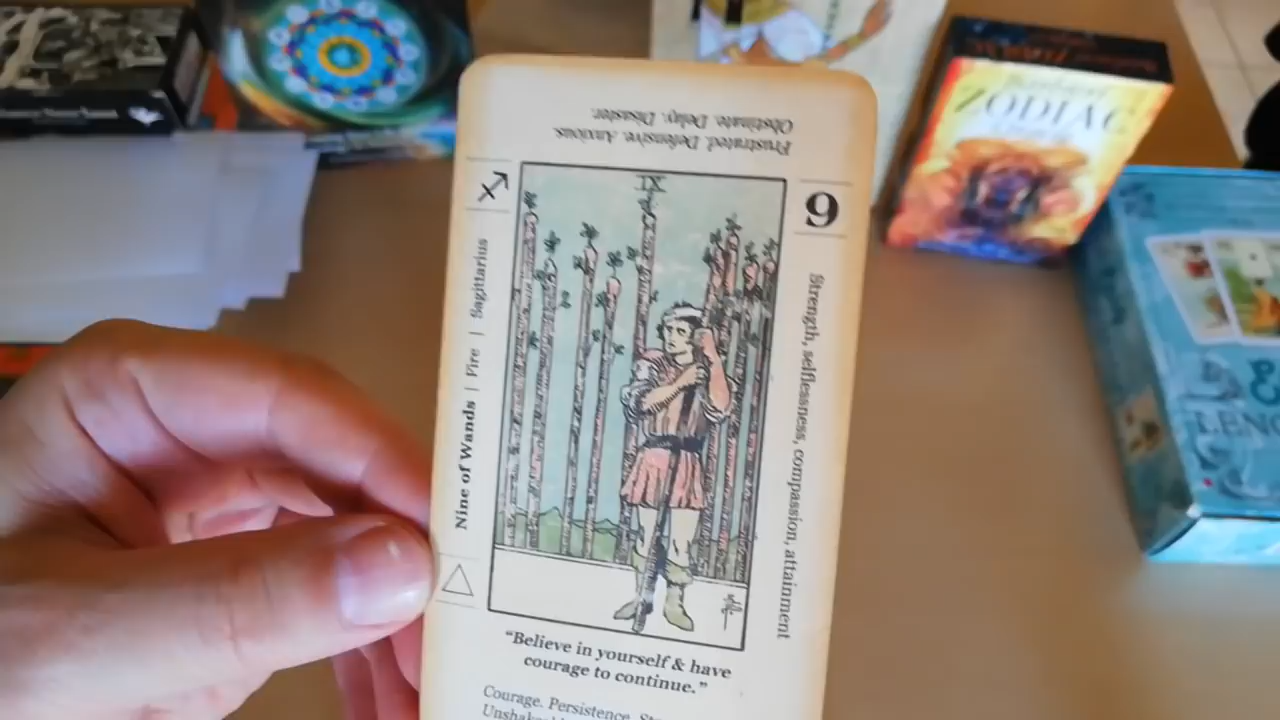 Frustrated. Defensive. Anxious.
Obstinate. Delay. Disaster.
IX
9
Nine of Wands | Fire | Sagittarius
Strength, selflessness, compassion, attainment
“Believe in yourself & have
courage to continue.”
Courage. Persistence.
ZODIAC
&